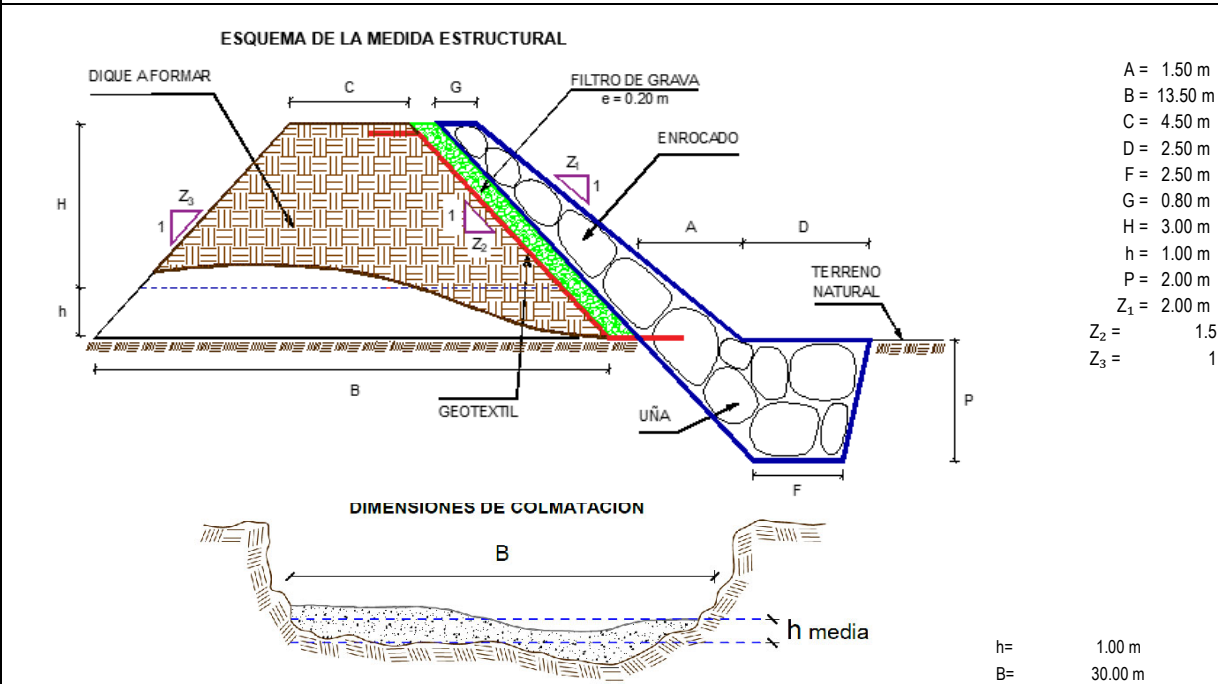 ESQUEMA DE LA MEDIDA ESTRUCTURAL
DIQUE A FORMAR
C
G
FILTRO DE GRAVA
e = 0.20 m
ENROCADO
H
Z3
1
Z1
1
1
Z2
A
D
TERRENO
NATURAL
h
B
GEOTEXTIL
UÑA
P
F
A = 1.50 m
B = 13.50 m
C = 4.50 m
D = 2.50 m
F = 2.50 m
G = 0.80 m
H = 3.00 m
h = 1.00 m
P = 2.00 m
Z1 = 2.00 m
Z2 = 1.5
Z3 = 1
DIMENSIONES DE COLMATACION
B
h media
h= 1.00 m
B= 30.00 m